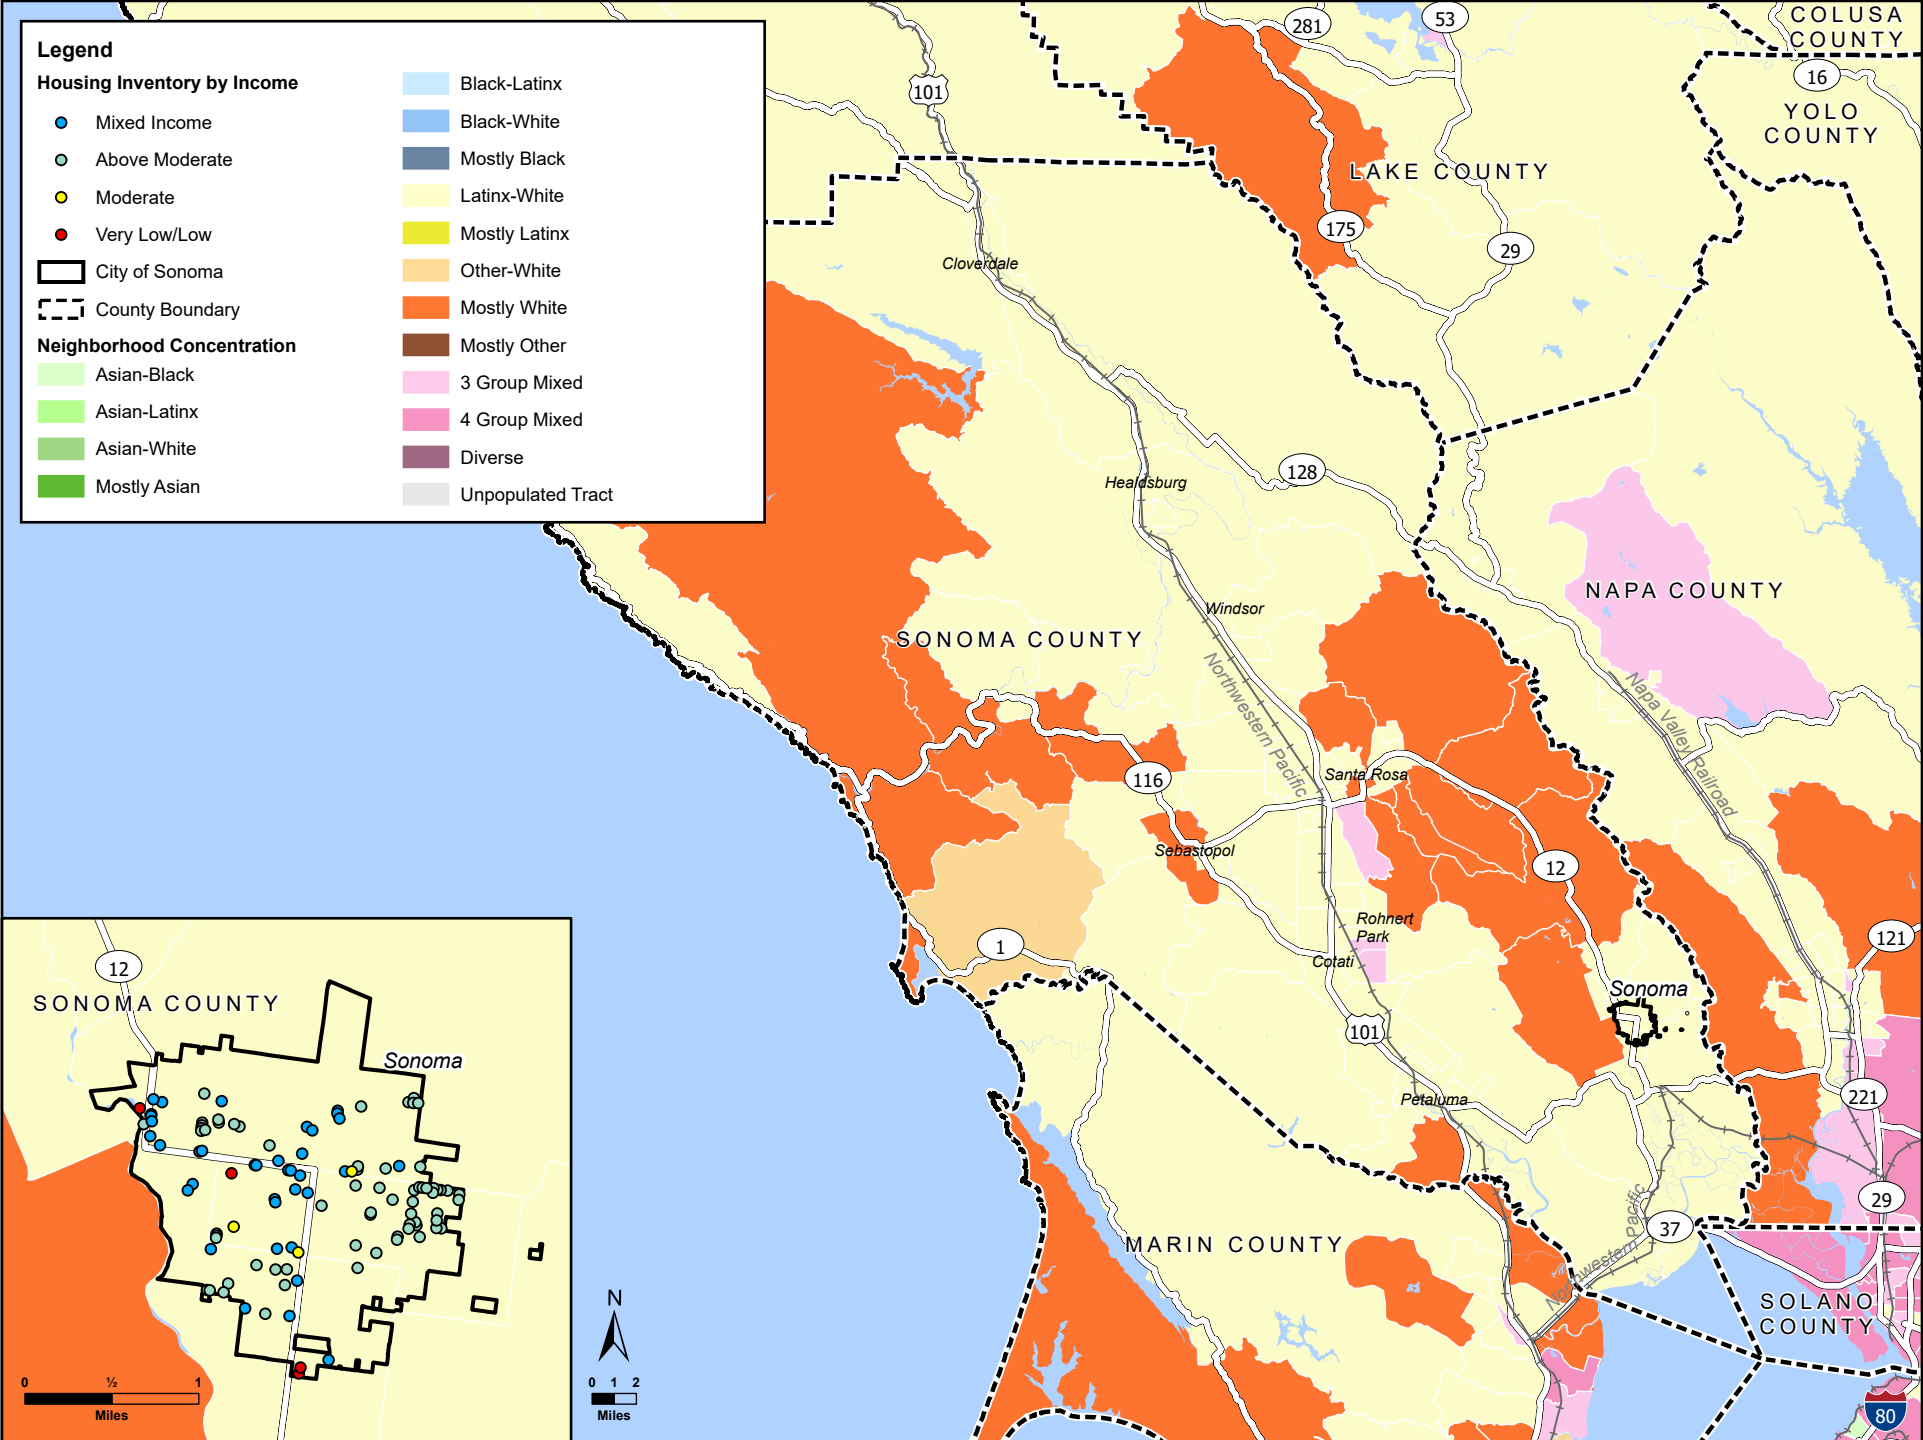 Legend
Housing Inventory by Income
Mixed Income
Above Moderate
Moderate
Very Low/Low
City of Sonoma
County Boundary
Neighborhood Concentration
Asian-Black
Asian-Latinx
Asian-White
Mostly Asian
Black-Latinx
Black-White
Mostly Black
Latinx-White
Mostly Latinx
Other-White
Mostly White
Mostly Other
3 Group Mixed
4 Group Mixed
Diverse
Unpopulated Tract
281
53
COLUSA
COUNTY
16
101
YOLO
COUNTY
LAKE COUNTY
175
29
Cloverdale
128
Healdsburg
NAPA COUNTY
Windsor
SONOMA COUNTY
Northwestern Pacific
Napa Valley Railroad
116
Santa Rosa
Sebastopol
12
Rohnert
Park
121
1
Cotati
Sonoma
101
Petaluma
221
29
37
Northwestern Pacific
MARIN COUNTY
SOLANO
COUNTY
80
12
SONOMA COUNTY
Sonoma
0 ½ 1
Miles
N
0 1 2
Miles